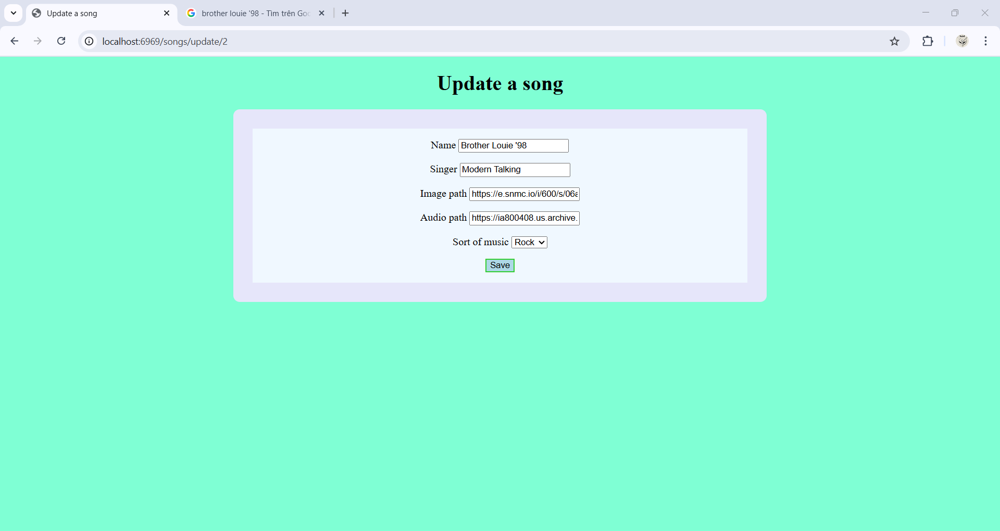 Update a song
brother louie '98 - Tìm trên Goo
localhost:6969/songs/update/2
Update a song
Name Brother Louie '98
Singer Modern Talking
Image path https://e.snmc.io/i/600/s/06a
Audio path https://ia800408.us.archive.
Sort of music Rock
Save